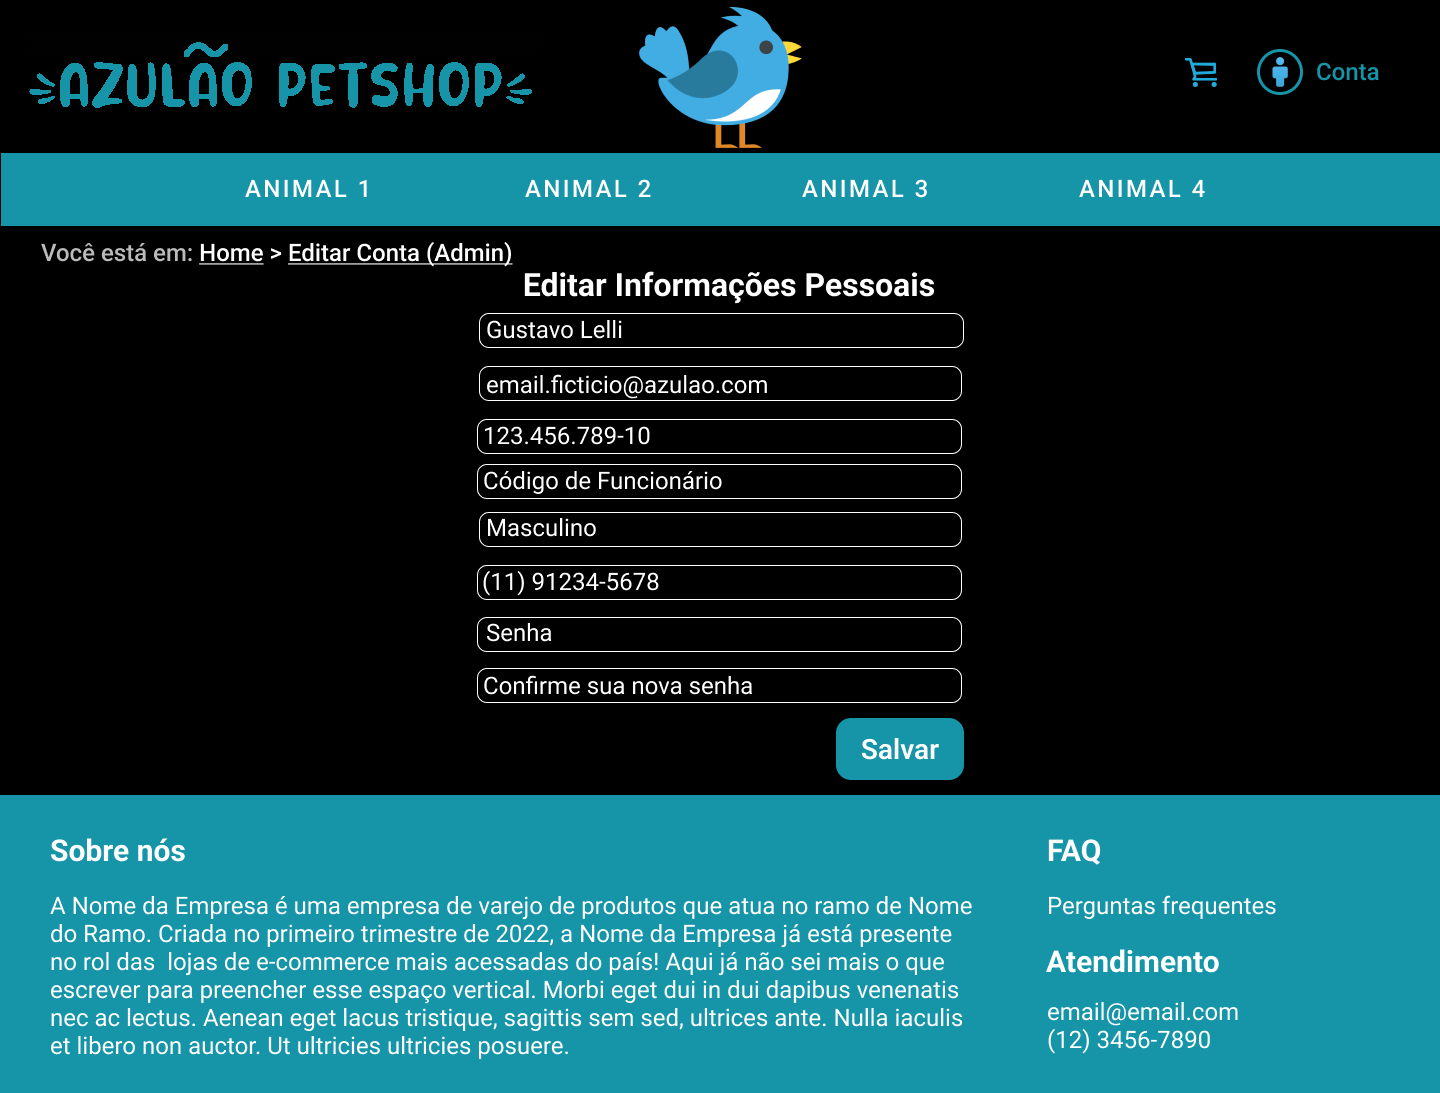 AZULÃO PETSHOP
Conta
ANIMAL 1 ANIMAL 2 ANIMAL 3 ANIMAL 4
Você está em: Home > Editar Conta (Admin)
Editar Informações Pessoais
Gustavo Lelli
email.ficticio@azulao.com
123.456.789-10
Código de Funcionário
Masculino
(11) 91234-5678
Senha
Confirme sua nova senha
Salvar
Sobre nós
A Nome da Empresa é uma empresa de varejo de produtos que atua no ramo de Nome
do Ramo. Criada no primeiro trimestre de 2022, a Nome da Empresa já está presente
no rol das  lojas de e-commerce mais acessadas do país! Aqui já não sei mais o que
escrever para preencher esse espaço vertical. Morbi eget dui in dui dapibus venenatis
nec ac lectus. Aenean eget lacus tristique, sagittis sem sed, ultrices ante. Nulla iaculis
et libero non auctor. Ut ultricies ultricies posuere.
FAQ
Perguntas frequentes
Atendimento
email@email.com
(12) 3456-7890